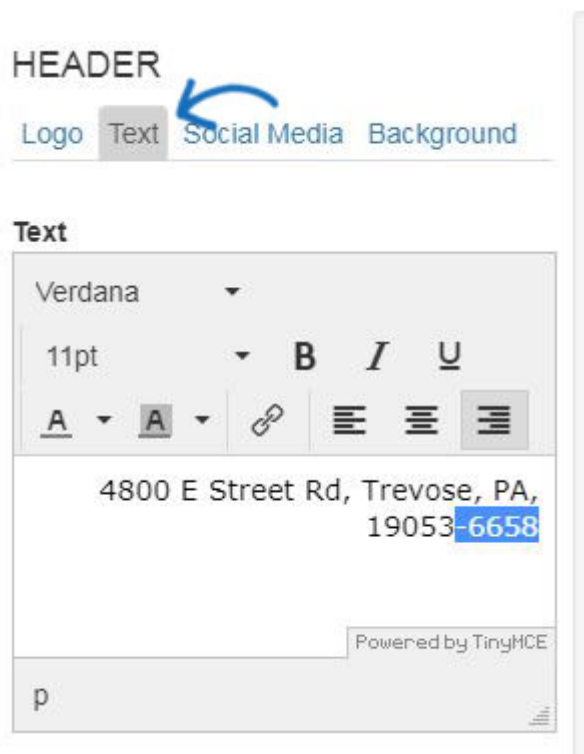 HEADER
Logo Text Social Media Background
Text
Verdana
11pt B I U
A A
4800 E Street Rd, Trevose, PA,
19053-6658
Powered by TinyMCE
p